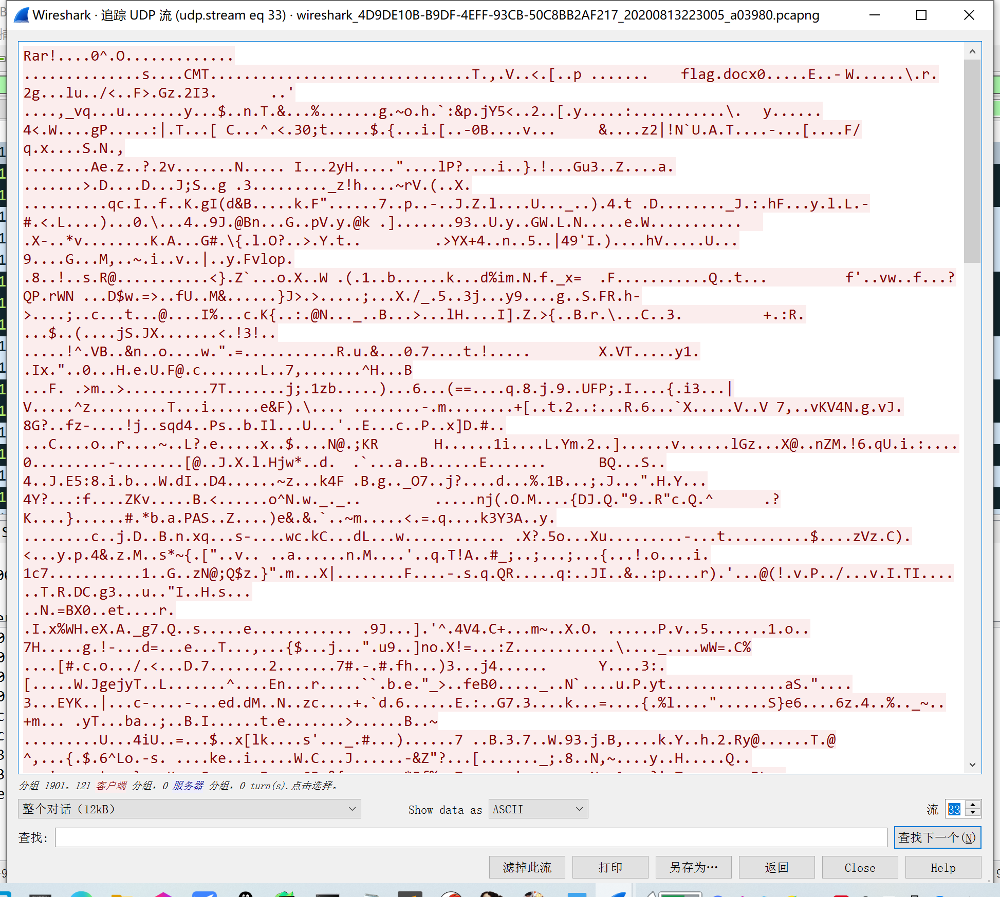 Wireshark · 追踪 UDP 流 (udp.stream eq 33) · wireshark_4D9DE10B-B9DF-4EFF-93CB-50C8BB2AF217_20200813223005_a03980.pcapng
Rar!....0^.O.............
..............s....CMT...............................T.,.V..<.[..p .......    flag.docx0.....E..- W......\.r.
2g...lu../<..F>.Gz.2I3.      ..'
....,_vq...u.......y...$..n.T.&...%.......g.~o.h.`:&p.jY5<..2..[.y.....:...........\.  y......
4<.W....gP.....:|.T...[ C...^.<.30;t.....$.{...i.[..-0B....v...     &....z2|!N`U.A.T....-...[....F/
q.x....S.N.,
........Ae.z..?.2v.......N..... I...2yH....."....lP?....i..}.!...Gu3..Z....a.
.......>.D....D...J;S..g .3........._z!h....~rV.(..X.
..........qc.I..f..K.gI(d&B.....k.F"......7..p..-..J.Z.l....U..._..).4.t .D........_J.:.hF...y.l.L.-
#.<.L....)...0.\...4..9J.@Bn...G..pV.y.@k .].......93..U.y..GW.L.N.....e.W...........
.X-..*v........K.A...G#.\{.l.O?..>.Y.t..         .>YX+4..n..5..|49'I.)....hV.....U...
9....G...M,..~.i..v..|..y.Fvlop.
.8..!..s.R@...........<}.Z`...o.X..W .(.1..b......k...d%im.N.f._x=  .F...........Q..t...         f'..vw..f...?
QP.rWN ...D$w.=>..fU..M&......}J>.>.....;...X./_.5..3j...y9....g..S.FR.h-
>....;..c...t...@....I%...c.K{..:.@N..._..B...>...lH....I].Z.>{..B.r.\...C..3.         +.:R.
...$..(....jS.JX.......<.!3!..
.....!^.VB..&n..o....w.".=...........R.u.&...0.7....t.!.....        X.VT.....y1.
.Ix."..0...H.e.U.F@.c.......L..7,.......^H...B
...F. .>m..>..........7T.......j;.1zb.....)...6...(==....q.8.j.9..UFP;.I....{.i3...|
V.....^z.........T...i......e&F).\.... ........-.m........+[..t.2..:...R.6...`X.....V..V 7,..vKV4N.g.vJ.
8G?..fz-....!j..sqd4..Ps..b.Il...U...'..E...c..P..x]D.#..
...C....o..r....~..L?.e.....x..$....N@.;KR      H......1i....L.Ym.2..]......v......lGz...X@..nZM.!6.qU.i.:....
0.........-........[@..J.X.l.Hjw*..d.  .`...a..B......E.......      BQ...S..
4..J.E5:8.i.b...W.dI..D4......~z...k4F .B.g.._O7..j?....d...%.1B...;.J...".H.Y...
4Y?...:f....ZKv.....B.<......o^N.w._._..         .....nj(.O.M....{DJ.Q."9..R"c.Q.^      .?
K....}......#.*b.a.PAS..Z....)e&.&.`..~m.....<.=.q....k3Y3A..y.
........c..j.D..B.n.xq...s-....wc.kC...dL...w............ .X?.5o...Xu.........-...t..........$....zVz.C).
<...y.p.4&.z.M..s*~{.["..v.. ..a......n.M....'..q.T!A..#_;..;...;...{...!.o....i.
1c7...........1..G..zN@;Q$z.}".m...X|........F....-.s.q.QR.....q:..JI..&..:p....r).'...@(!.v.P../...v.I.TI....
..T.R.DC.g3...u.."I..H.s...
..N.=BX0..et....r.
.I.x%WH.eX.A._g7.Q..s.....e............ .9J...].'^.4V4.C+...m~..X.O. ......P.v..5.......1.o..
7H.....g.!-...d=...e...T...,...{$...j...".u9..]no.X!=...:Z............\...._....wW=.C%
....[#.c.o.../.<...D.7.......2.......7#.-.#.fh...)3...j4......      Y....3:.
[.....W.JgejyT..L.......^....En...r.....``.b.e."_>..feB0....._..N`....u.P.yt..............aS."....
3...EYK..|...c-....-...ed.dM..N..zc....+.`d.6......E.:..G7.3....k...=....{.%l....."......S}e6....6z.4..%.._~..
+m... .yT...ba..;..B.I......t.e.......>......B..~
.........U...4iU..=...$..x[lk....s'..._.#...)......7 ..B.3.7..W.93.j.B,....k.Y..h.2.Ry@......T.@
^,...{.$.6^Lo.-s. ....ke..i.....W.C...J......-&Z"?...[......._;.8..N,~....y..H.....Q..
分组 1901。121 客户端 分组，0 服务器 分组，0 turn(s).点击选择。
整个对话（12kB） Show data as ASCII 流 33
查找: 查找下一个(N)
滤掉此流 打印 另存为… 返回 Close Help